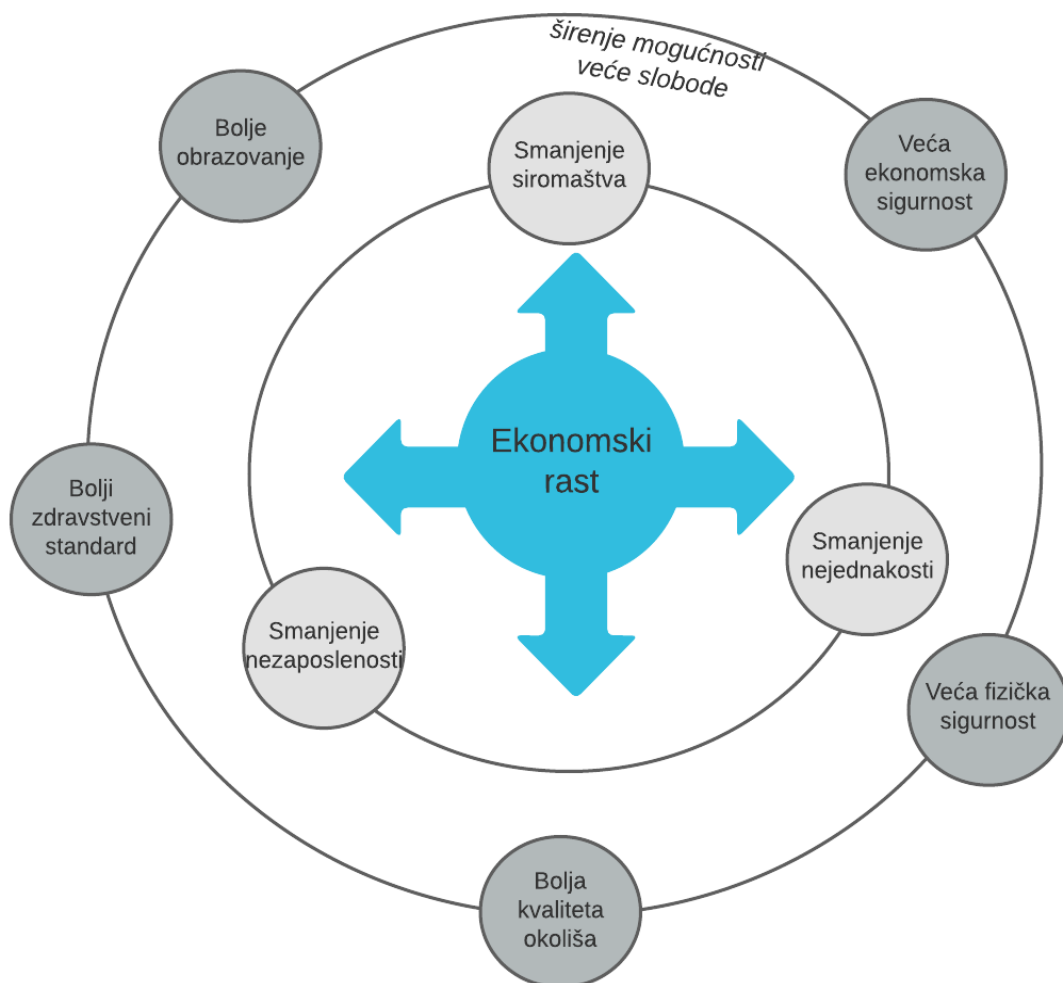 širenje mogućnosti
veće slobode
Bolje
obrazovanje
Smanjenje
siromaštva
Veća
ekonomska
sigurnost
Ekonomski
rast
Bolji
zdravstveni
standard
Smanjenje
nejednakosti
Smanjenje
nezaposlenosti
Veća fizička
sigurnost
Bolja
kvaliteta
okoliša